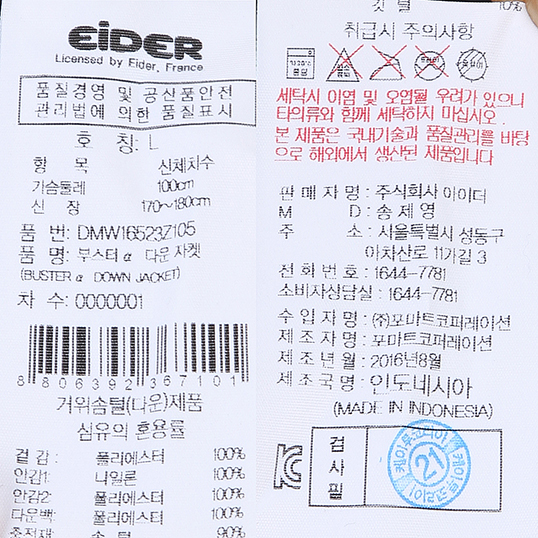 EiDER
Licensed by Eider, France
품질경영 및 공산품안전
관리법에 의한 품질표시
호 칭: L
항 목 신체치수
가슴둘레 100cm
신 장 170~180cm
품 번: DMW16523Z105
품 명: 부스터 α 다운 자켓
(BUSTER α DOWN JACKET)
차 수: 0000001
8 806392 367101
거위솜털(다운)제품
섬유의 혼용률
겉감: 폴리에스터 100%
안감1: 나일론 100%
안감2: 폴리에스터 100%
다운백: 폴리에스터 100%
충전재: 솜 털 90%
깃 털 10%
취급시 주의사항
세탁시 이염 및 오염될 우려가 있으니
타의류와 함께 세탁하지 마십시오.
본 제품은 국내기술과 품질관리를 바탕
으로 해외에서 생산된 제품입니다
판 매 자 명 : 주식회사 아이더
M D : 송 제 영
주 소 : 서울특별시 성동구
아차산로 11가길 3
전 화 번 호 : 1644-7781
소비자상담실 : 1644-7781
수 입 자 명 : (주)포마트코퍼레이션
제 조 자 명 : 포마트코퍼레이션
제 조 년 월 : 2016년8월
제 조 국 명 : 인도네시아
(MADE IN INDONESIA)
검
사
필
21